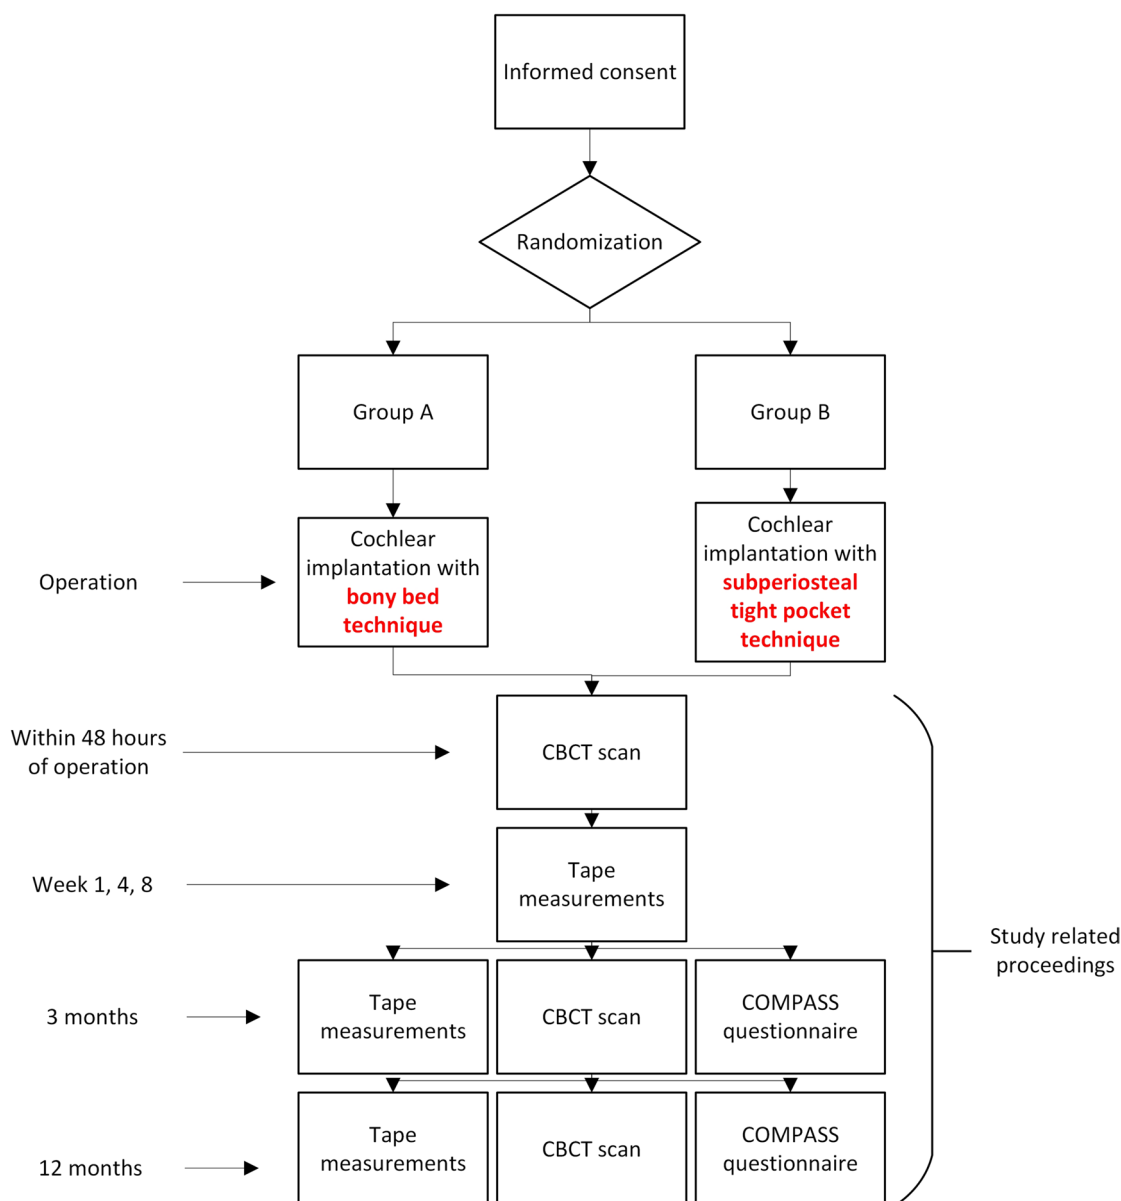 Informed consent
Randomization
Group A
Group B
Operation
Cochlear
implantation with
bony bed
technique
Cochlear
implantation with
subperiosteal
tight pocket
technique
Within 48 hours
of operation
CBCT scan
Week 1, 4, 8
Tape
measurements
Study related
proceedings
3 months
Tape
measurements
CBCT scan
COMPASS
questionnaire
12 months
Tape
measurements
CBCT scan
COMPASS
questionnaire